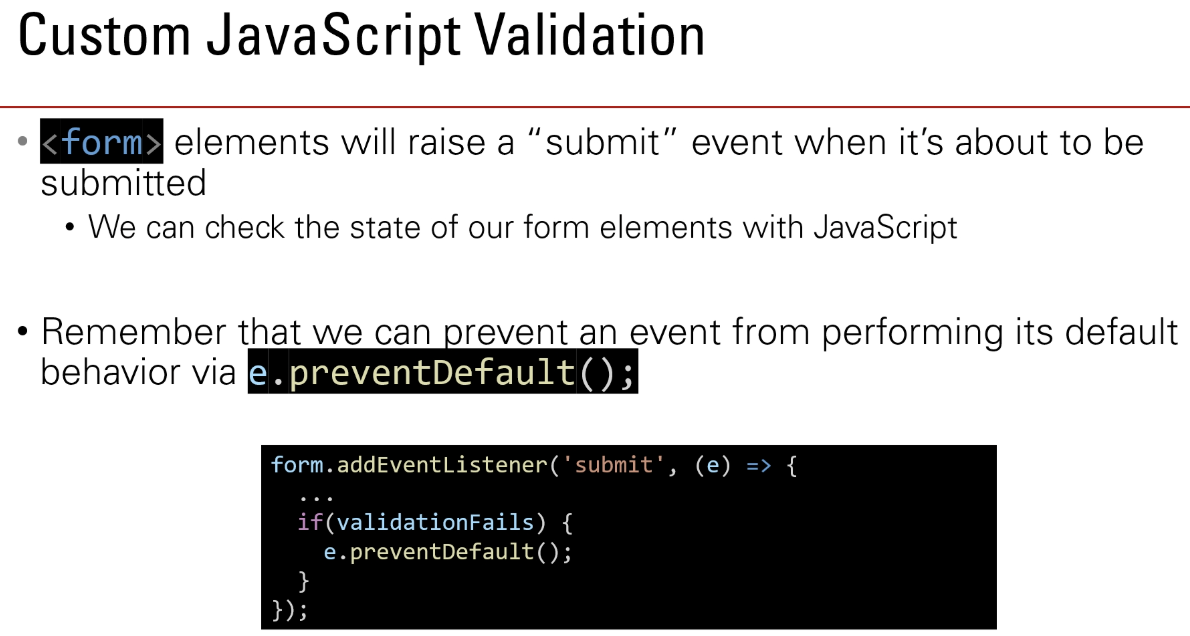 Custom JavaScript Validation
• <form> elements will raise a “submit” event when it’s about to be
submitted
• We can check the state of our form elements with JavaScript
• Remember that we can prevent an event from performing its default
behavior via e.preventDefault();
form.addEventListener('submit', (e) => {
  ...
  if(validationFails) {
    e.preventDefault();
  }
});